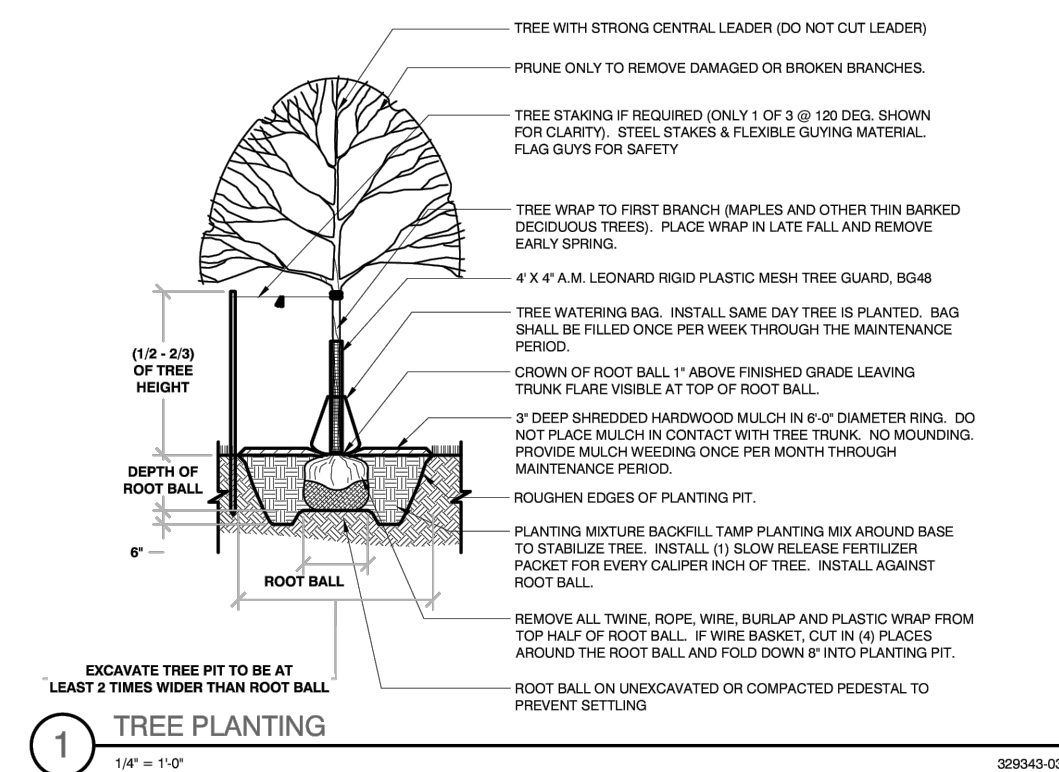 TREE WITH STRONG CENTRAL LEADER (DO NOT CUT LEADER)
PRUNE ONLY TO REMOVE DAMAGED OR BROKEN BRANCHES.
TREE STAKING IF REQUIRED (ONLY 1 OF 3 @ 120 DEG. SHOWN
FOR CLARITY). STEEL STAKES & FLEXIBLE GUYING MATERIAL.
FLAG GUYS FOR SAFETY
TREE WRAP TO FIRST BRANCH (MAPLES AND OTHER THIN BARKED
DECIDUOUS TREES). PLACE WRAP IN LATE FALL AND REMOVE
EARLY SPRING.
4' X 4" A.M. LEONARD RIGID PLASTIC MESH TREE GUARD, BG48
TREE WATERING BAG. INSTALL SAME DAY TREE IS PLANTED. BAG
SHALL BE FILLED ONCE PER WEEK THROUGH THE MAINTENANCE
PERIOD.
CROWN OF ROOT BALL 1" ABOVE FINISHED GRADE LEAVING
TRUNK FLARE VISIBLE AT TOP OF ROOT BALL.
3" DEEP SHREDDED HARDWOOD MULCH IN 6'-0" DIAMETER RING. DO
NOT PLACE MULCH IN CONTACT WITH TREE TRUNK. NO MOUNDING.
PROVIDE MULCH WEEDING ONCE PER MONTH THROUGH
MAINTENANCE PERIOD.
ROUGHEN EDGES OF PLANTING PIT.
PLANTING MIXTURE BACKFILL TAMP PLANTING MIX AROUND BASE
TO STABILIZE TREE. INSTALL (1) SLOW RELEASE FERTILIZER
PACKET FOR EVERY CALIPER INCH OF TREE. INSTALL AGAINST
ROOT BALL.
REMOVE ALL TWINE, ROPE, WIRE, BURLAP AND PLASTIC WRAP FROM
TOP HALF OF ROOT BALL. IF WIRE BASKET, CUT IN (4) PLACES
AROUND THE ROOT BALL AND FOLD DOWN 8" INTO PLANTING PIT.
ROOT BALL ON UNEXCAVATED OR COMPACTED PEDESTAL TO
PREVENT SETTLING
(1/2 - 2/3)
OF TREE
HEIGHT
DEPTH OF
ROOT BALL
6"
ROOT BALL
EXCAVATE TREE PIT TO BE AT
LEAST 2 TIMES WIDER THAN ROOT BALL
1
TREE PLANTING
1/4" = 1'-0"
329343-03